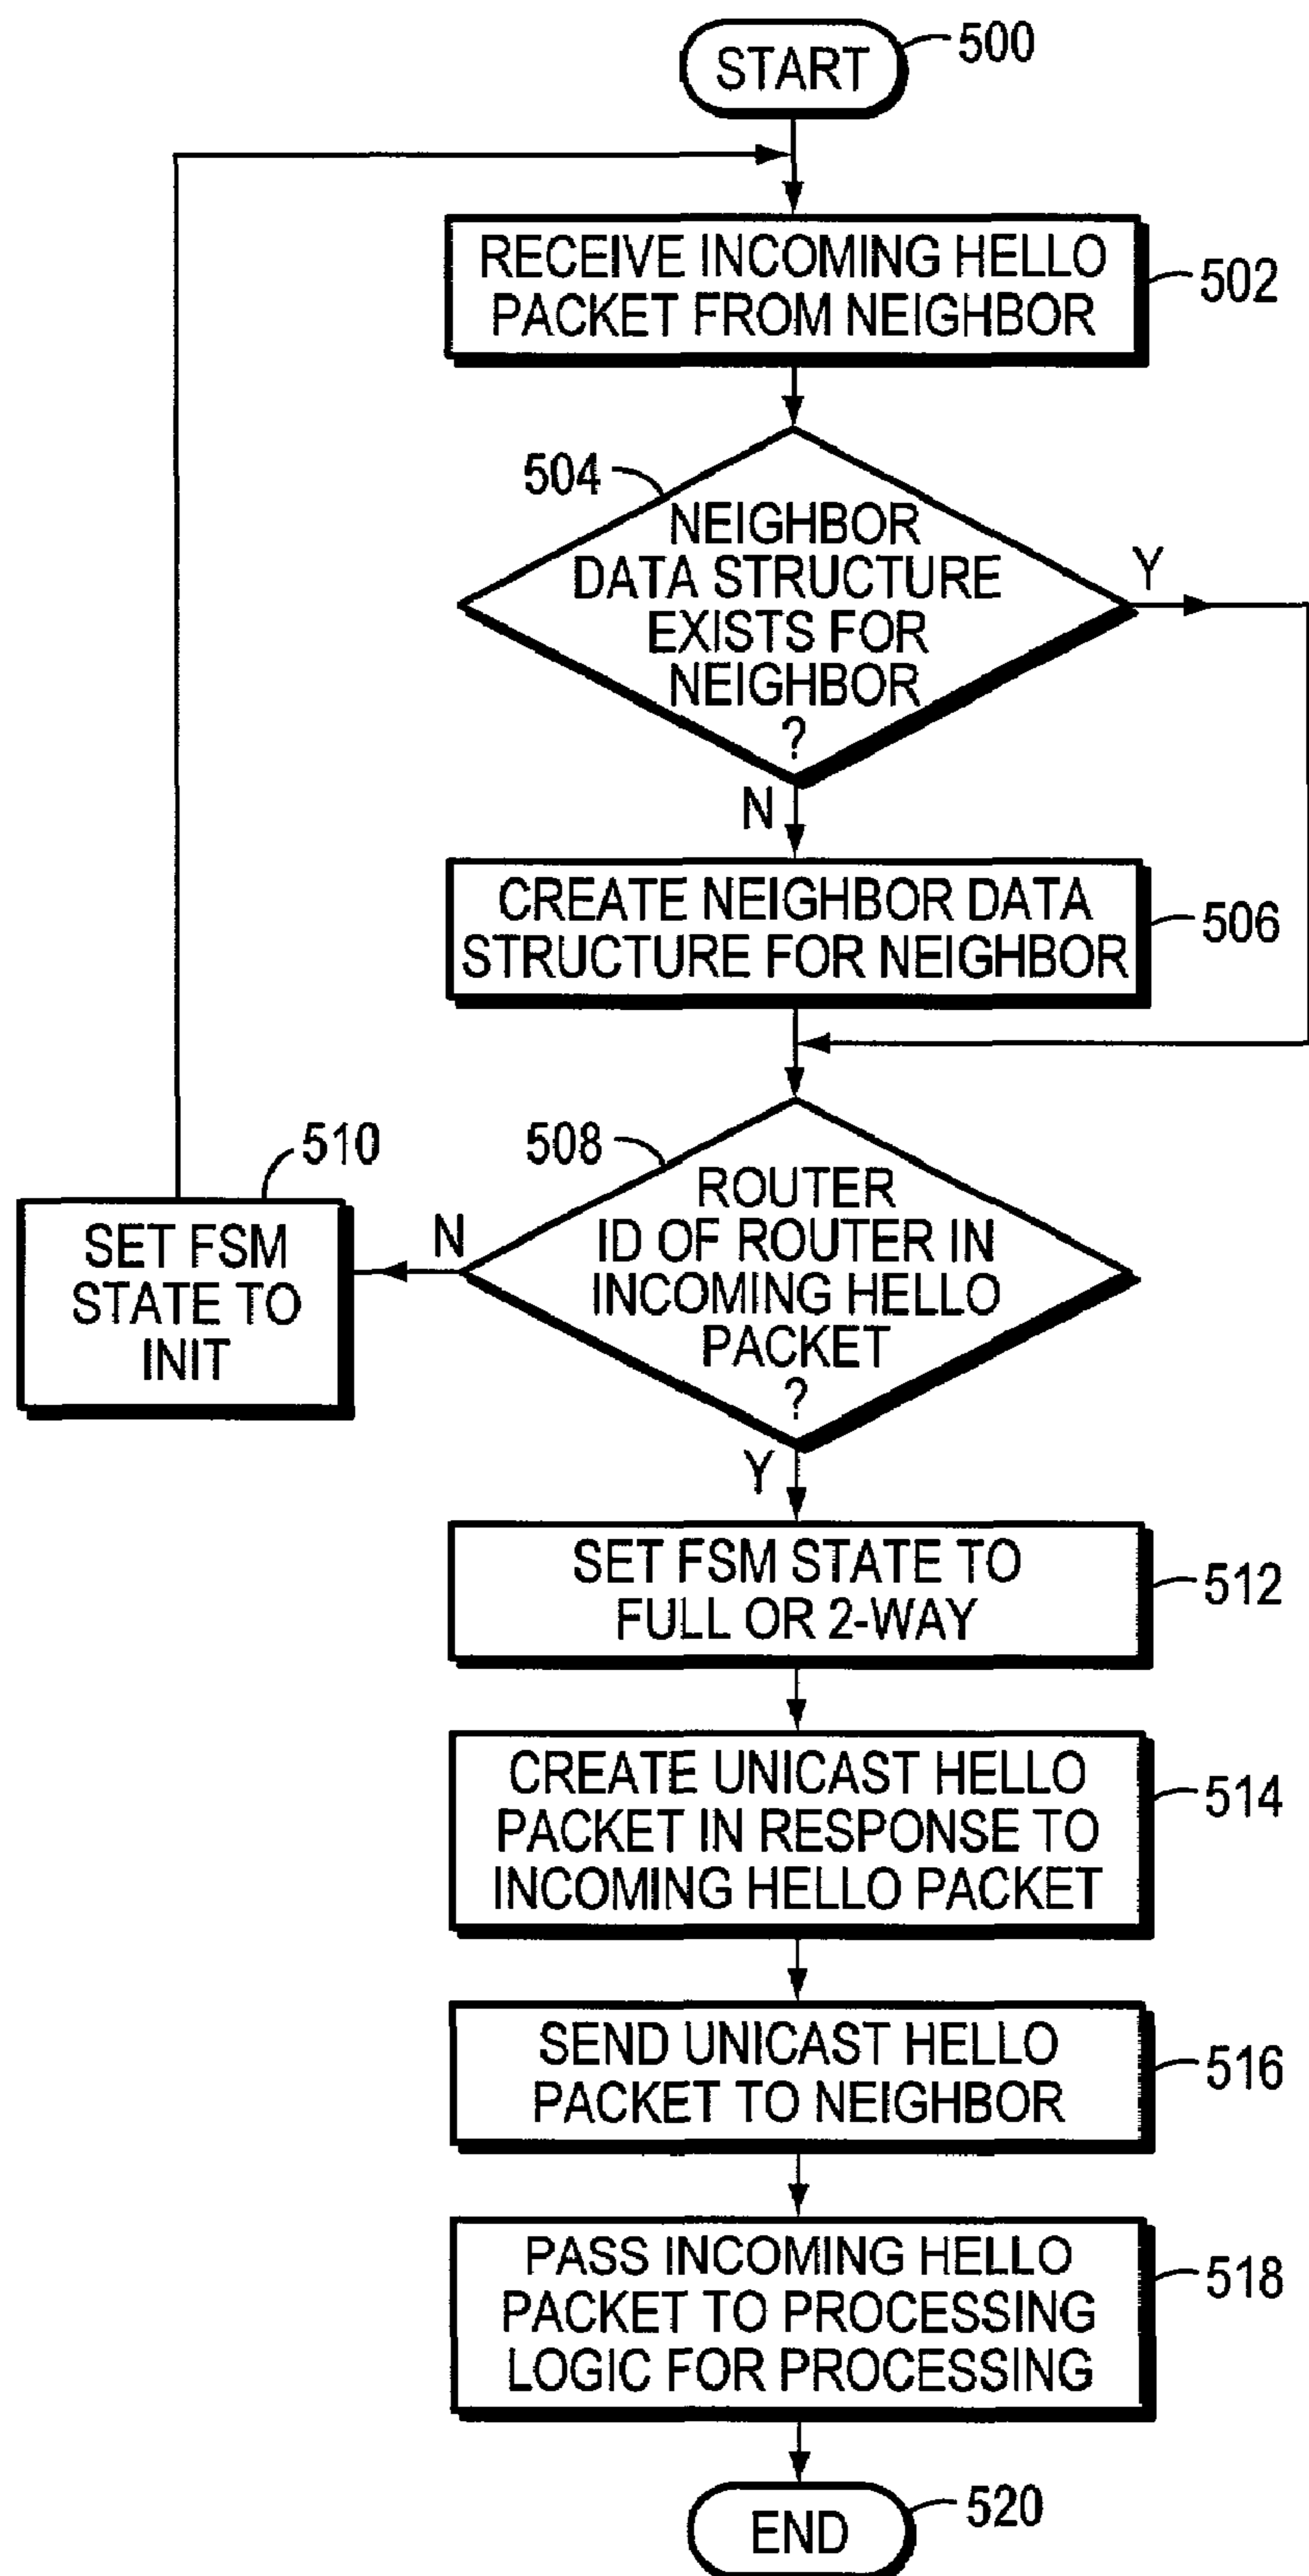 START
500
RECEIVE INCOMING HELLO
PACKET FROM NEIGHBOR
502
504
NEIGHBOR
DATA STRUCTURE
EXISTS FOR
NEIGHBOR
?
Y
N
CREATE NEIGHBOR DATA
STRUCTURE FOR NEIGHBOR
506
508
ROUTER
ID OF ROUTER IN
INCOMING HELLO
PACKET
?
N
510
SET FSM
STATE TO
INIT
Y
SET FSM STATE TO
FULL OR 2-WAY
512
CREATE UNICAST HELLO
PACKET IN RESPONSE TO
INCOMING HELLO PACKET
514
SEND UNICAST HELLO
PACKET TO NEIGHBOR
516
PASS INCOMING HELLO
PACKET TO PROCESSING
LOGIC FOR PROCESSING
518
END
520